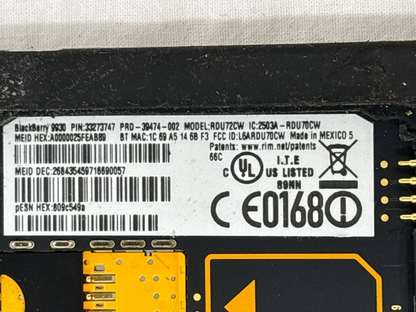 BlackBerry 9930 PIN:33273747 PRD-39474-002 MODEL:RDU72CW IC:2503A-RDU70CW
MEID HEX:A0000025FEAB89 BT MAC:1C 69 A5 14 6B F3 FCC ID:L6ARDU70CW Made in MEXICO 5
Patents: www.rim.net/patents
66C
MEID DEC:268435459716690057
c UL US LISTED
I.T.E
89NN
pESN HEX:809c549a
CE0168